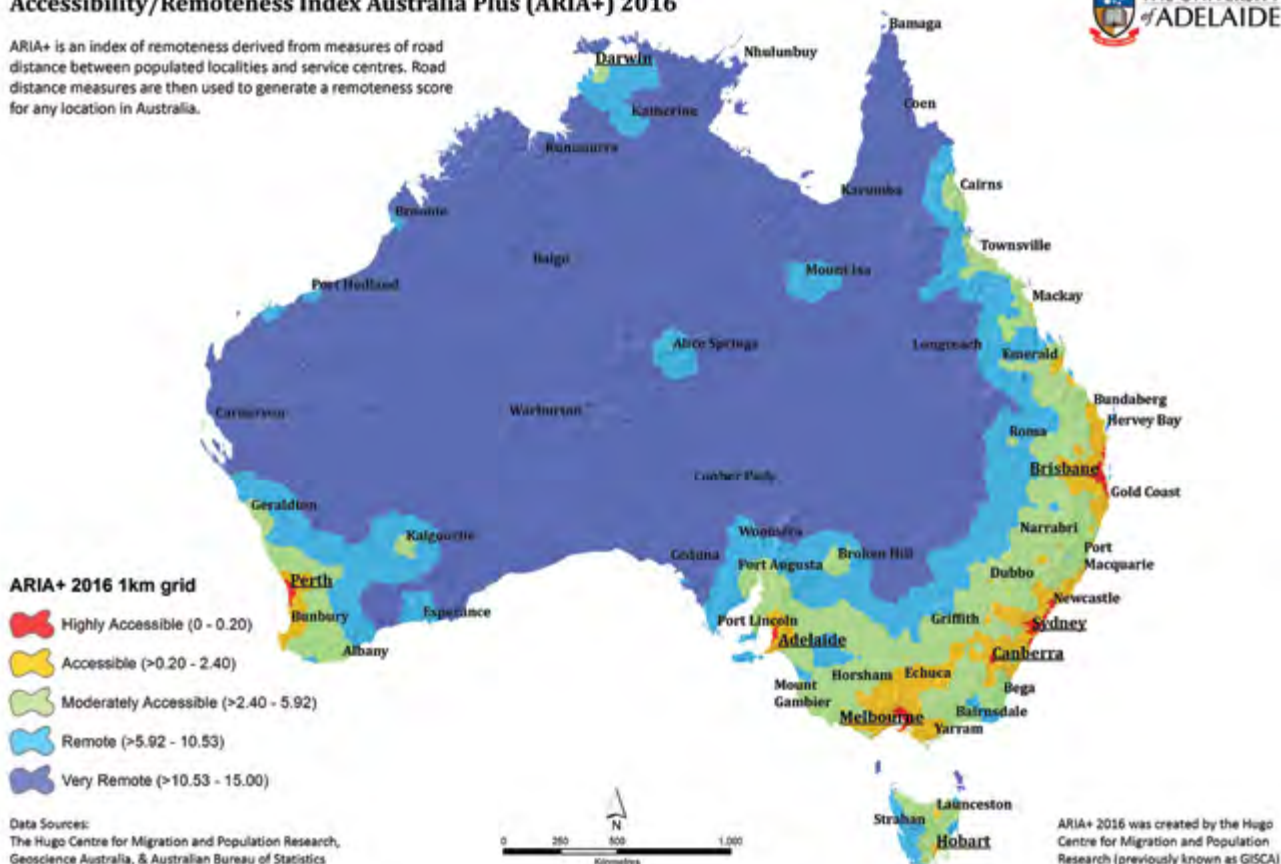 Accessibility/Remoteness Index Australia Plus (ARIA+) 2016
ARIA+ is an index of remoteness derived from measures of road
distance between populated localities and service centres. Road
distance measures are then used to generate a remoteness score
for any location in Australia.
of ADELAIDE
Bamaga
Nhulunbuy
Darwin
Coen
Katherine
Kununurra
Karumba
Cairns
Broome
Townsville
Balgo
Mount Isa
Port Hedland
Mackay
Alice Springs
Longreach
Emerald
Carnarvon
Warburton
Bundaberg
Hervey Bay
Roma
Brisbane
Coober Pedy
Gold Coast
Geraldton
Narrabri
Kalgoorlie
Woomera
Ceduna
Broken Hill
Port
Macquarie
Port Augusta
Dubbo
Perth
Newcastle
Bunbury
Esperance
Griffith
Sydney
Port Lincoln
Adelaide
Albany
Canberra
Horsham
Echuca
Mount
Gambier
Bega
Bairnsdale
Melbourne
Yarram
Launceston
Strahan
Hobart
ARIA+ 2016 1km grid
Highly Accessible (0 - 0.20)
Accessible (>0.20 - 2.40)
Moderately Accessible (>2.40 - 5.92)
Remote (>5.92 - 10.53)
Very Remote (>10.53 - 15.00)
Data Sources:
The Hugo Centre for Migration and Population Research,
Geoscience Australia, & Australian Bureau of Statistics
N
0 250 500 1,000
Kilometres
ARIA+ 2016 was created by the Hugo
Centre for Migration and Population
Research (previously known as GISCA)